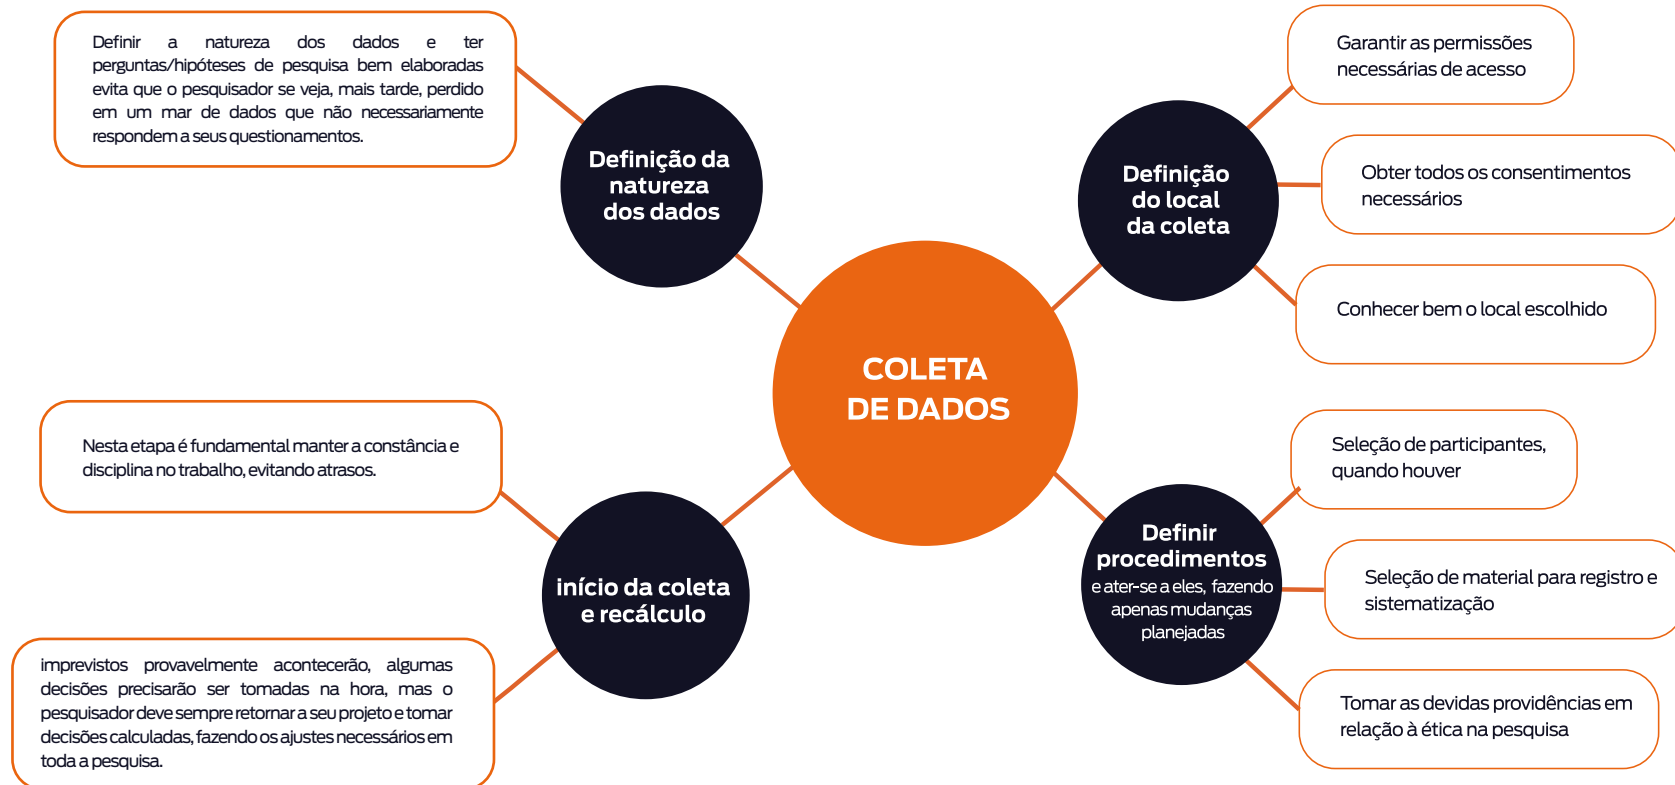 Definir a natureza dos dados e ter
perguntas/hipóteses de pesquisa bem elaboradas
evita que o pesquisador se veja, mais tarde, perdido
em um mar de dados que não necessariamente
respondem a seus questionamentos.
Definição da
natureza
dos dados
Definição
do local
da coleta
Garantir as permissões
necessárias de acesso
Obter todos os consentimentos
necessários
Conhecer bem o local escolhido
COLETA
DE DADOS
Nesta etapa é fundamental manter a constância e
disciplina no trabalho, evitando atrasos.
início da coleta
e recálculo
imprevistos provavelmente acontecerão, algumas
decisões precisarão ser tomadas na hora, mas o
pesquisador deve sempre retornar a seu projeto e tomar
decisões calculadas, fazendo os ajustes necessários em
toda a pesquisa.
Definir
procedimentos
e ater-se a eles, fazendo
apenas mudanças
planejadas
Seleção de participantes,
quando houver
Seleção de material para registro e
sistematização
Tomar as devidas providências em
relação à ética na pesquisa